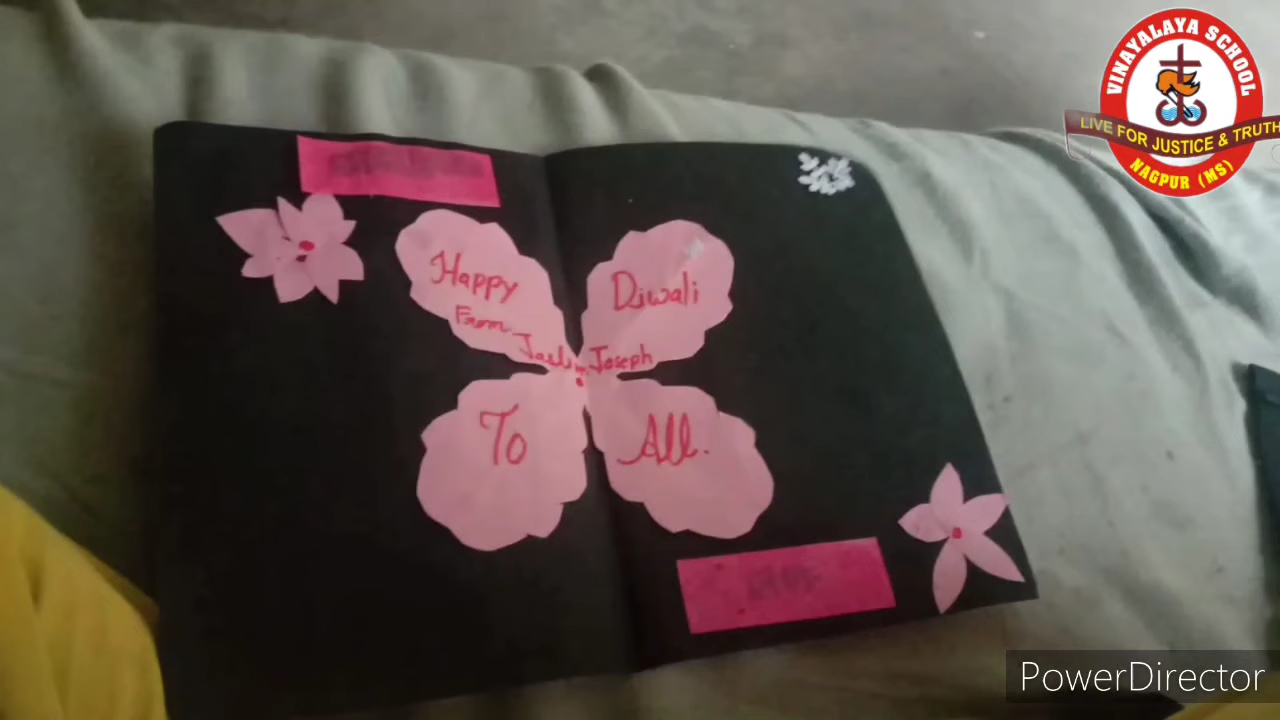 VINAYALAYA SCHOOL
LIVE FOR JUSTICE & TRUTH
NAGPUR (MS)
Happy Diwali
From
Joseph
To All.
PowerDirector